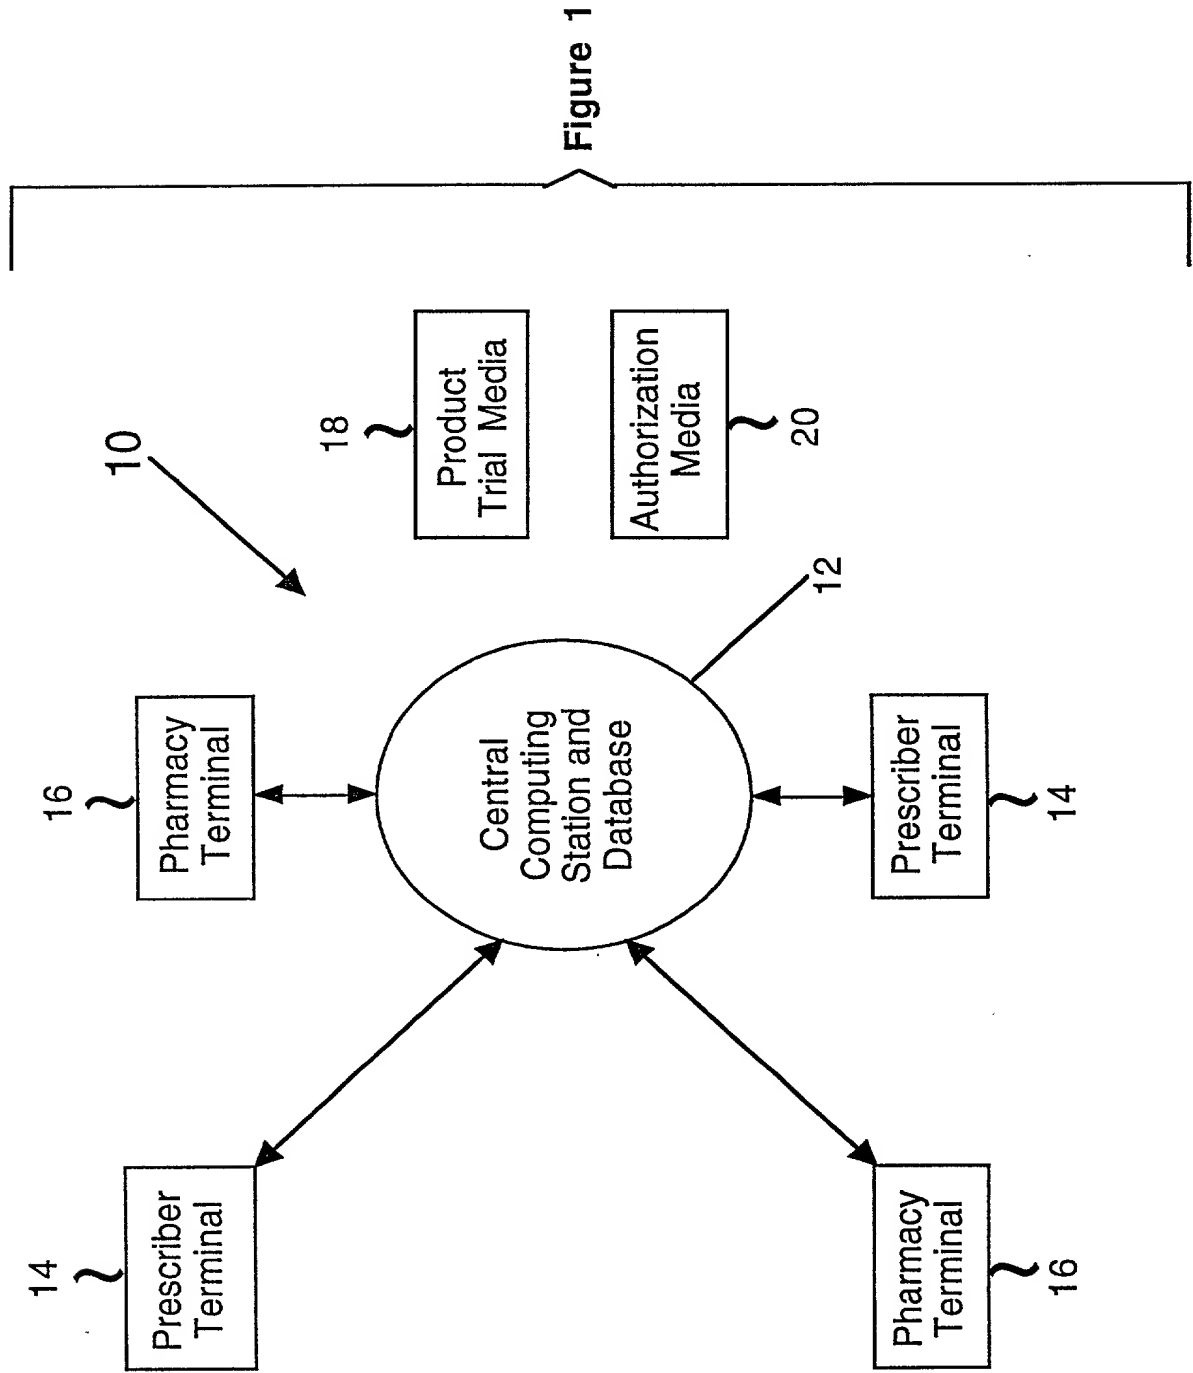 14
Prescriber
Terminal
16
Pharmacy
Terminal
10
18
Product
Trial Media
Central
Computing
Station and
Database
12
Authorization
Media
20
Pharmacy
Terminal
16
Prescriber
Terminal
14
Figure 1